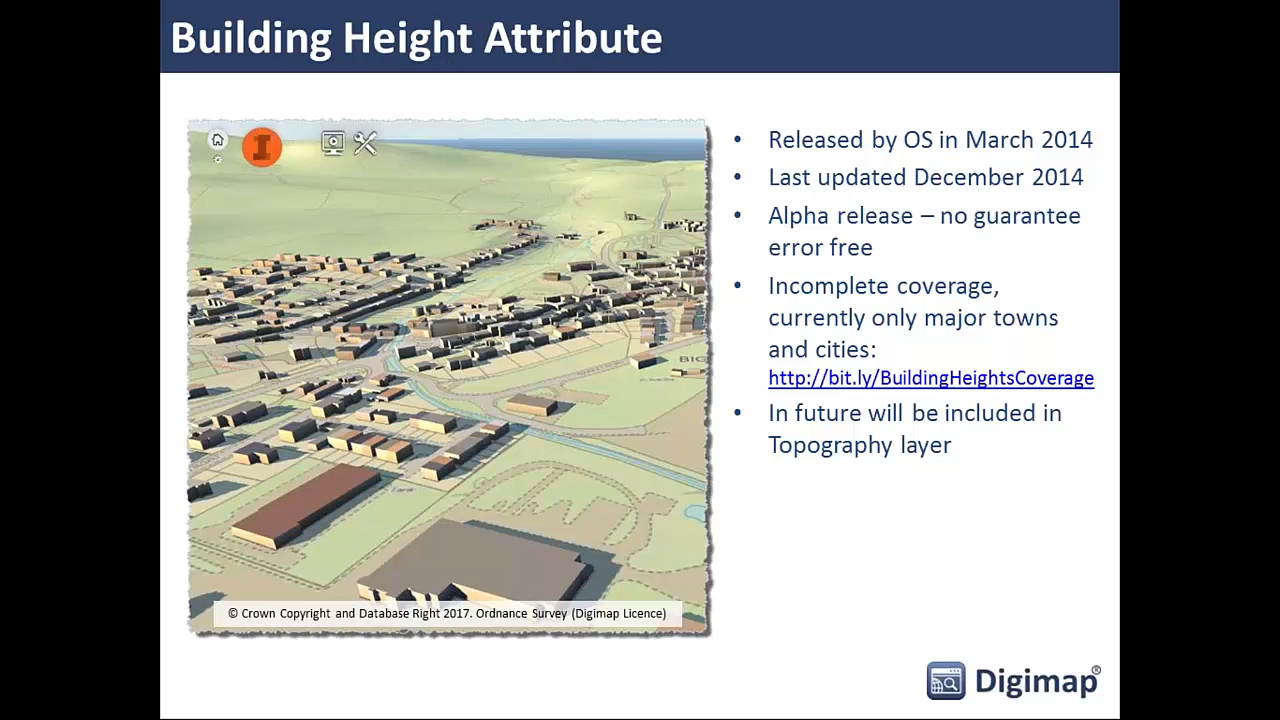 Building Height Attribute
• Released by OS in March 2014
• Last updated December 2014
• Alpha release – no guarantee
error free
• Incomplete coverage,
currently only major towns
and cities:
http://bit.ly/BuildingHeightsCoverage
• In future will be included in
Topography layer
I
BIG
© Crown Copyright and Database Right 2017. Ordnance Survey (Digimap Licence)
Digimap®